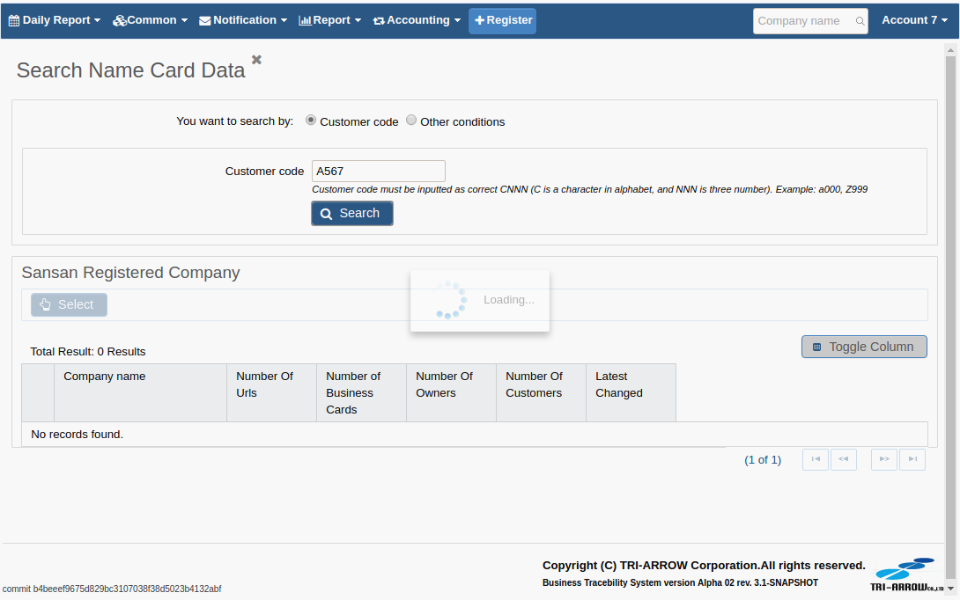 Daily Report Common Notification Report Accounting Register Company name Account 7
Search Name Card Data
You want to search by: Customer code Other conditions
Customer code A567
Customer code must be inputted as correct CNNN (C is a character in alphabet, and NNN is three number). Example: a000, Z999
Search
Sansan Registered Company
Select
Loading...
Total Result: 0 Results
Toggle Column
Company name
Number Of
Urls
Number of
Business
Cards
Number Of
Owners
Number Of
Customers
Latest
Changed
No records found.
(1 of 1)
Copyright (C) TRI-ARROW Corporation.All rights reserved.
Business Tracebility System version Alpha 02 rev. 3.1-SNAPSHOT
TRI-ARROW CO.,LTD
commit b4beeef9675d829bc3107038f38d5023b4132abf